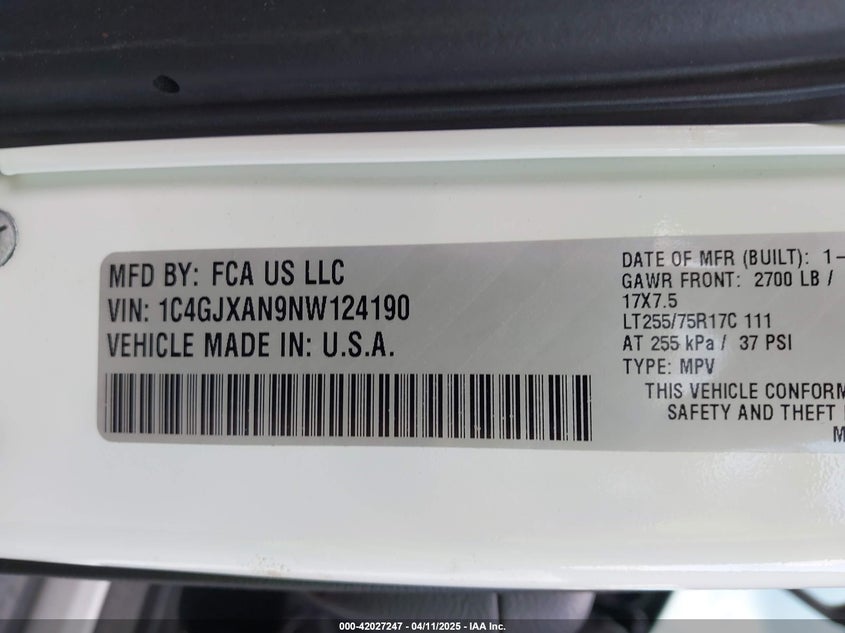 MFD BY: FCA US LLC
VIN: 1C4GJXAN9NW124190
VEHICLE MADE IN: U.S.A.
DATE OF MFR (BUILT): 1-
GAWR FRONT: 2700 LB /
17X7.5
LT255/75R17C 111
AT 255 kPa / 37 PSI
TYPE: MPV
THIS VEHICLE CONFORM
SAFETY AND THEFT
M
000-42027247 - 04/11/2025 - IAA Inc.